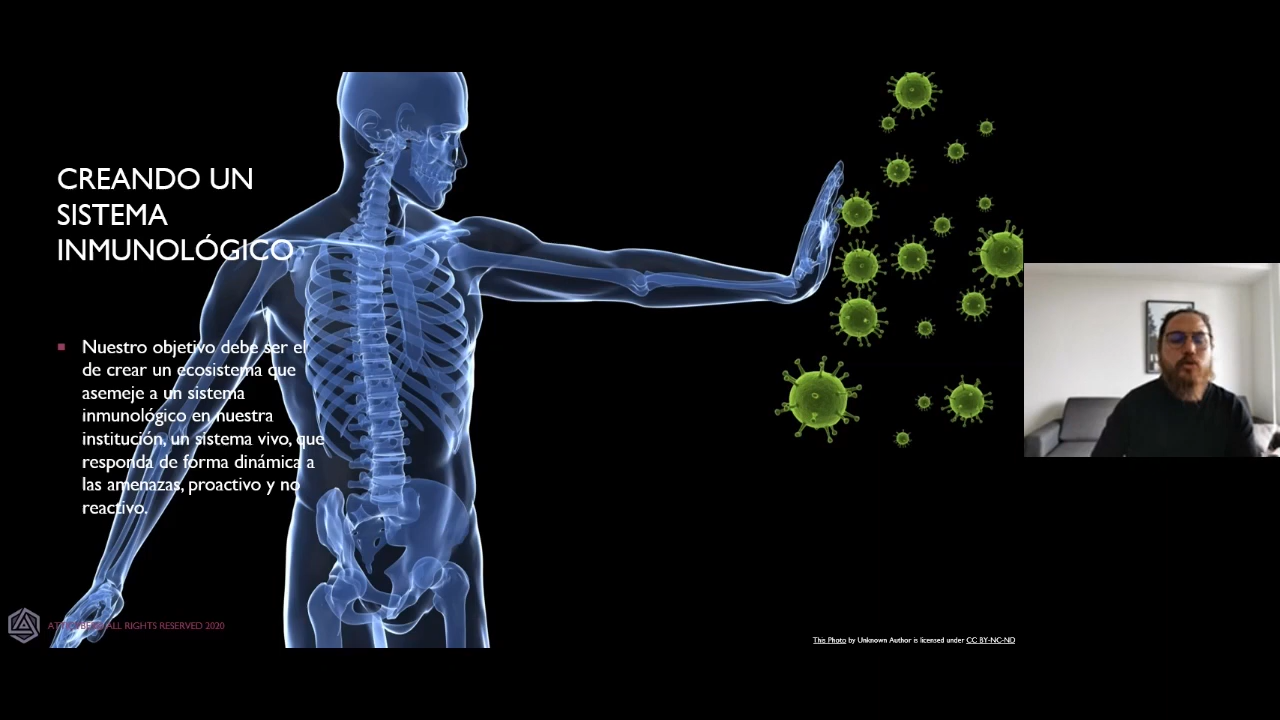 CREANDO UN
SISTEMA
INMUNOLÓGICO
Nuestro objetivo debe ser el
de crear un ecosistema que
asemeje a un sistema
inmunológico en nuestra
institución, un sistema vivo, que
responda de forma dinámica a
las amenazas, proactivo y no
reactivo.
ALL RIGHTS RESERVED 2020
This Photo by Unknown Author is licensed under CC BY-NC-ND